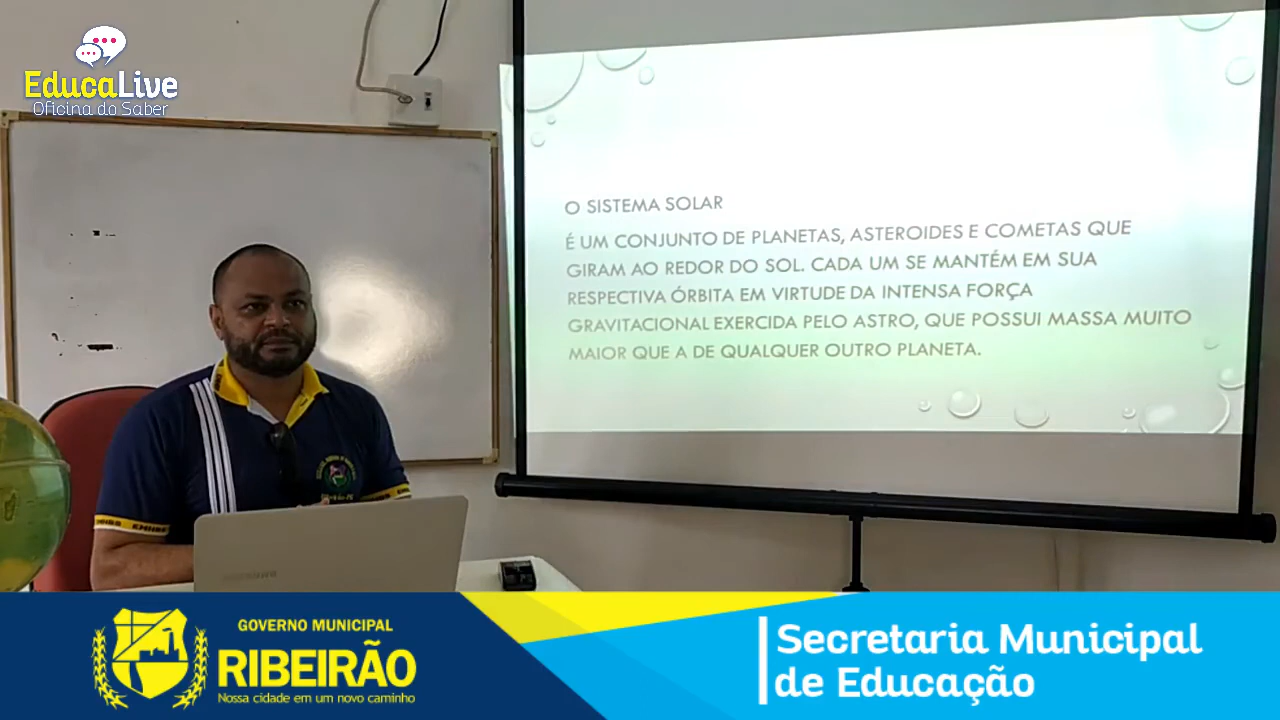 EducaLive
Oficina do Saber
O SISTEMA SOLAR
É UM CONJUNTO DE PLANETAS, ASTEROIDES E COMETAS QUE
GIRAM AO REDOR DO SOL. CADA UM SE MANTÉM EM SUA
RESPECTIVA ÓRBITA EM VIRTUDE DA INTENSA FORÇA
GRAVITACIONAL EXERCIDA PELO ASTRO, QUE POSSUI MASSA MUITO
MAIOR QUE A DE QUALQUER OUTRO PLANETA.
SAMSUNG
GOVERNO MUNICIPAL
RIBEIRÃO
Nossa cidade em um novo caminho
Secretaria Municipal
de Educação